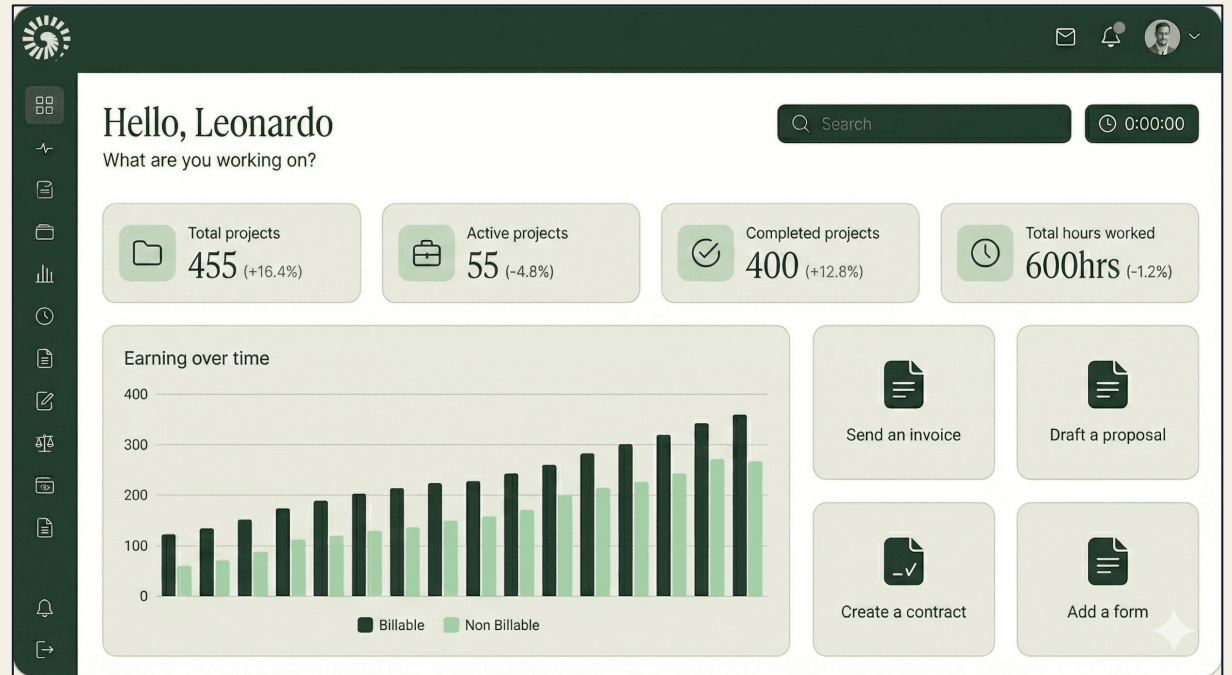 Hello, Leonardo
What are you working on?
Search
0:00:00
Total projects
455 (+16.4%)
Active projects
55 (-4.8%)
Completed projects
400 (+12.8%)
Total hours worked
600hrs (-1.2%)
Earning over time
400
300
200
100
0
Billable
Non Billable
Send an invoice
Draft a proposal
Create a contract
Add a form